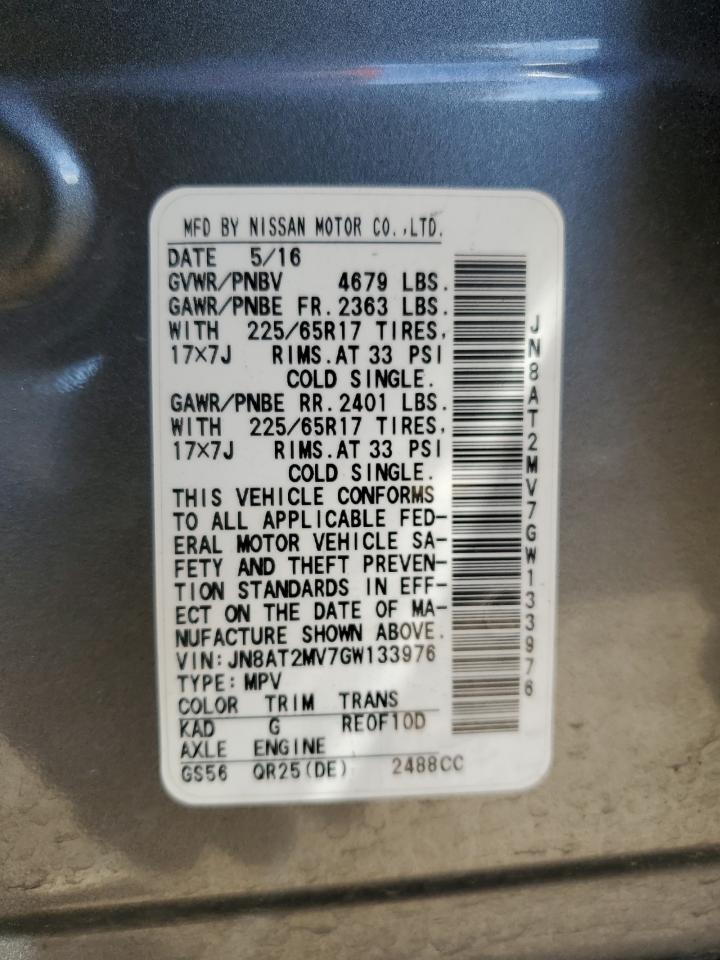 MFD BY NISSAN MOTOR CO.,LTD.
DATE 5/16
GVWR/PNBV 4679 LBS.
GAWR/PNBE FR. 2363 LBS.
WITH 225/65R17 TIRES,
17×7J RIMS. AT 33 PSI
COLD SINGLE.
GAWR/PNBE RR. 2401 LBS.
WITH 225/65R17 TIRES,
17×7J RIMS. AT 33 PSI
COLD SINGLE.
THIS VEHICLE CONFORMS
TO ALL APPLICABLE FED-
ERAL MOTOR VEHICLE SA-
FETY AND THEFT PREVEN-
TION STANDARDS IN EFF-
ECT ON THE DATE OF MA-
NUFACTURE SHOWN ABOVE.
VIN: JN8AT2MV7GW133976
TYPE: MPV
COLOR TRIM TRANS
KAD G RE0F10D
AXLE ENGINE
GS56 QR25(DE) 2488CC
JN8AT2MV7GW133976